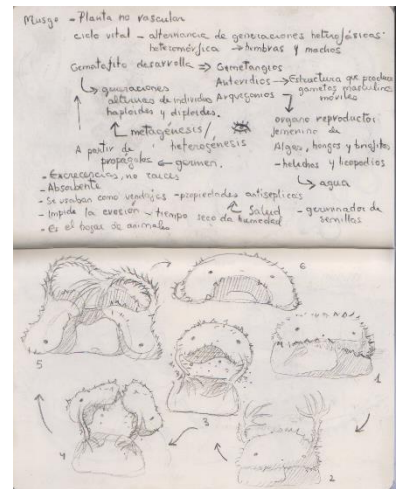 Musgo - Planta no vascular
ciclo vital - alternancia de generaciones heterofásicas
heteromórfica → hembras y machos
Gametofito desarrolla ⇒ Gametangios
generaciones
alternas de individuos
haploides y diploides.
Anteridios → Estructura que produce
gametos masculinos
móviles
Arquegonios
órgano reproductor
femenino de
Algas, hongos y briofitos
- helechos y licopodios
agua
metagénesis/
heterogénesis
A partir de
propágulos ← germen.
- Excrecencias, no raíces
- Absorbente
- Se usaban como vendajes - propiedades antisépticas
Salud
- Impide la erosión - tiempo seco da humedad
- germinador de
semillas
- Es el hogar de animales
6
5
1
3
4
2